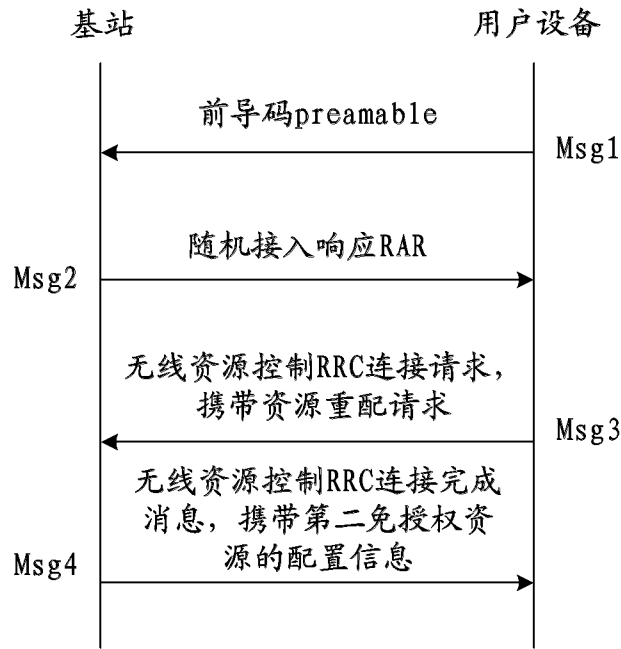 基站
用户设备
前导码preamable
Msg1
随机接入响应RAR
Msg2
无线资源控制RRC连接请求，
携带资源重配请求
Msg3
无线资源控制RRC连接完成
消息，携带第二免授权资
源的配置信息
Msg4